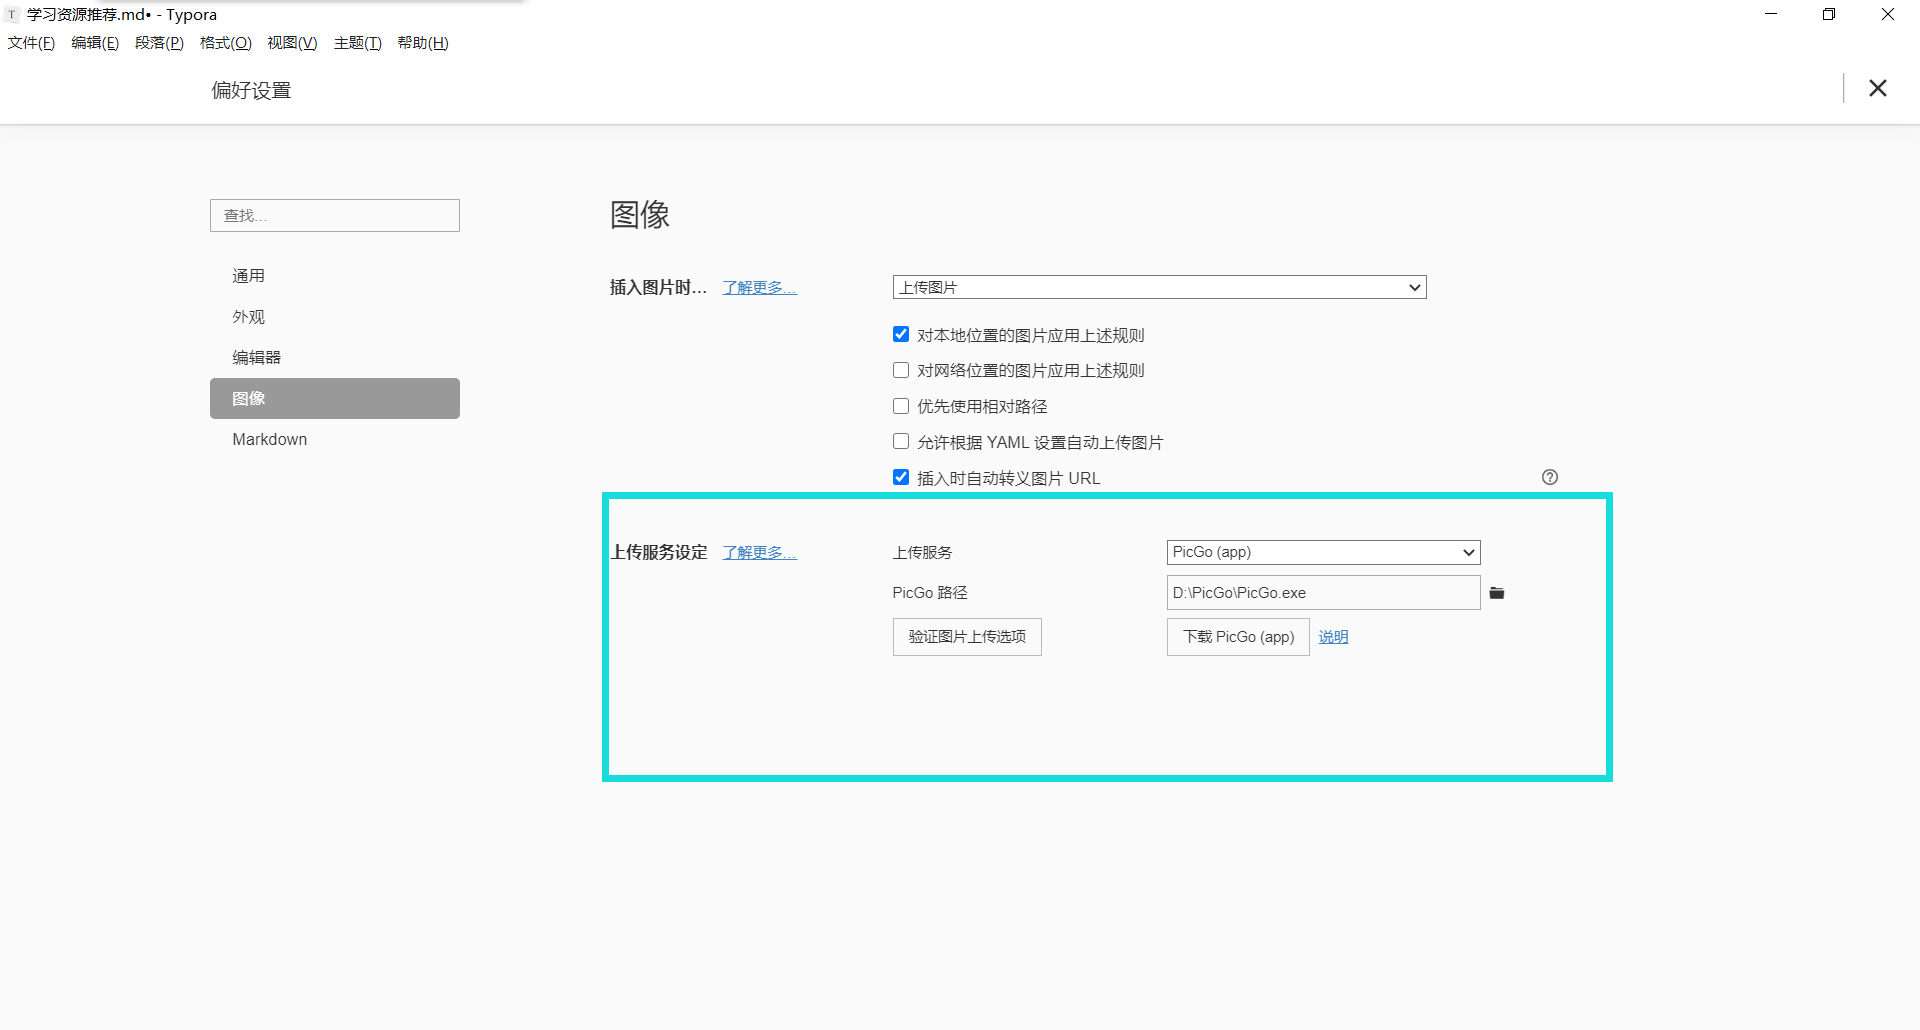 学习资源推荐.md• - Typora
文件(F) 编辑(E) 段落(P) 格式(O) 视图(V) 主题(T) 帮助(H)
偏好设置
查找...
通用
外观
编辑器
图像
Markdown
图像
插入图片时... 了解更多... 上传图片
对本地位置的图片应用上述规则
对网络位置的图片应用上述规则
优先使用相对路径
允许根据 YAML 设置自动上传图片
插入时自动转义图片 URL
上传服务设定 了解更多... 上传服务 PicGo (app)
PicGo 路径 D:\PicGo\PicGo.exe
验证图片上传选项 下载 PicGo (app) 说明